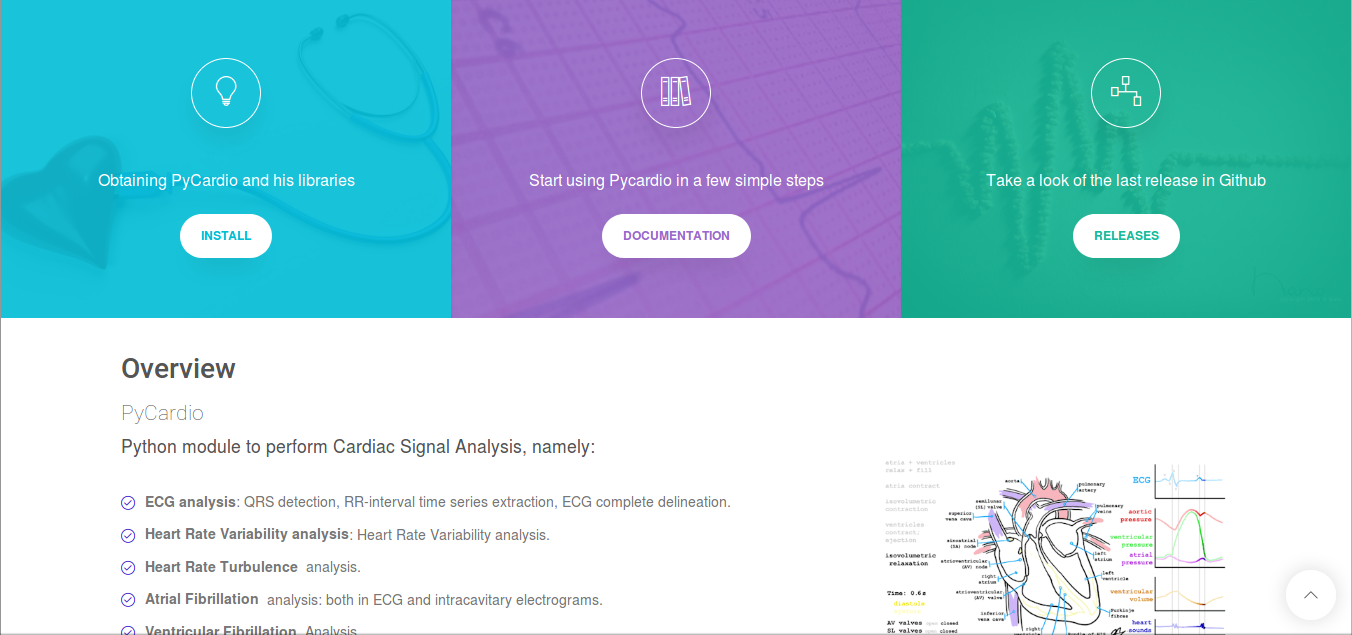 Obtaining PyCardio and his libraries
INSTALL
Start using Pycardio in a few simple steps
DOCUMENTATION
Take a look of the last release in Github
RELEASES
Overview
PyCardio
Python module to perform Cardiac Signal Analysis, namely:
ECG analysis: QRS detection, RR-interval time series extraction, ECG complete delineation.
Heart Rate Variability analysis: Heart Rate Variability analysis.
Heart Rate Turbulence analysis.
Atrial Fibrillation analysis: both in ECG and intracavitary electrograms.
Ventricular Fibrillation Analysis
atria + ventricles
relax + fill
atria contract
isovolumetric
contraction
ventricles
contract,
ejection
isovolumetric
relaxation
Time: 0.6s
diastole
AV valves open closed
SL valves open closed
aorta
pulmonary
artery
semilunar
(SL) valve
pulmonary
veins
superior
vena cava
sinoatrial
(SA) node
left
atrium
atrioventricular
(AV) node
right
atrium
left
ventricle
atrioventricular
(AV) valve
inferior
vena cava
Purkinje
fibres
right
ECG
aortic
pressure
ventricular
pressure
atrial
pressure
ventricular
volume
heart
sounds